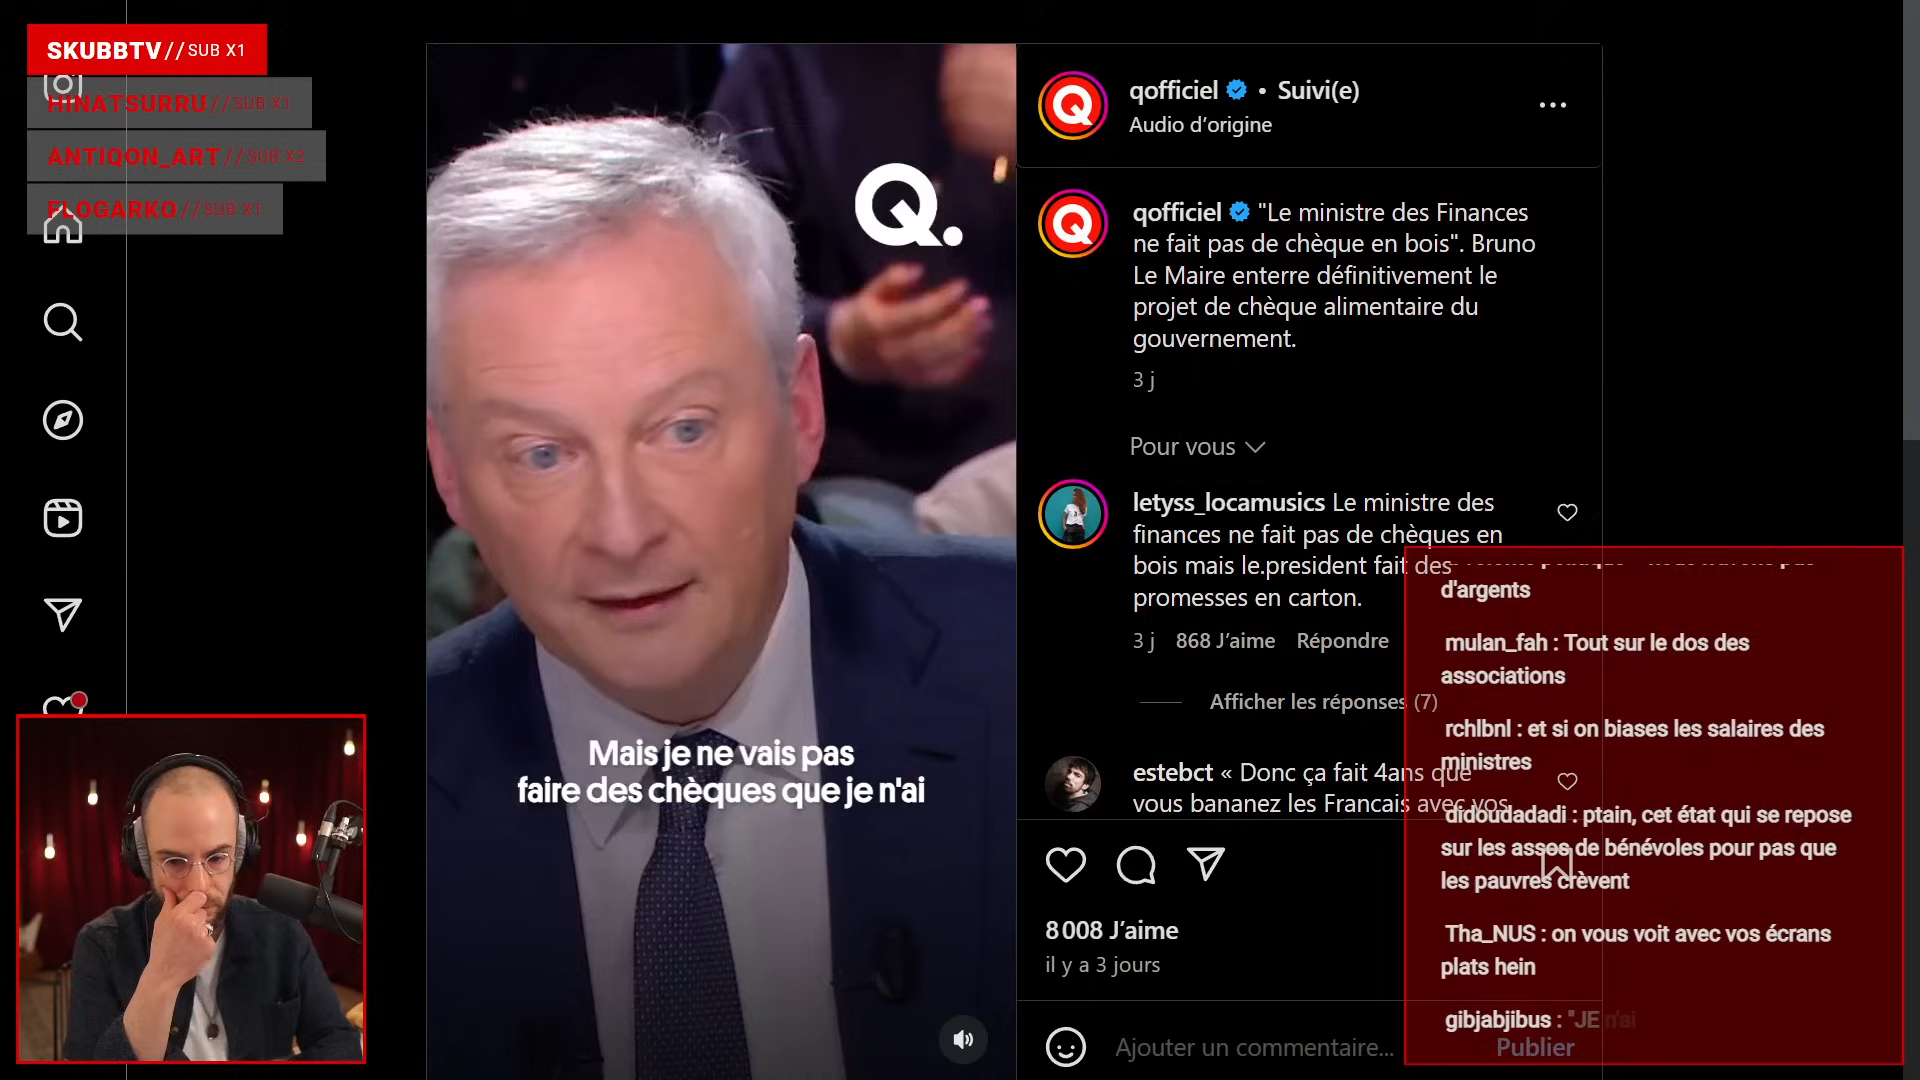 SKUBBTV//SUB X1
HINATSURRU//SUB X1
ANTIQON_ART//SUB X2
FLOGARKO//SUB X1
Q.
Mais je ne vais pas
faire des chèques que je n'ai
Q
qofficiel • Suivi(e)
Audio d'origine
Q
qofficiel "Le ministre des Finances
ne fait pas de chèque en bois". Bruno
Le Maire enterre définitivement le
projet de chèque alimentaire du
gouvernement.
3 j
Pour vous
letyss_locamusics Le ministre des
finances ne fait pas de chèques en
bois mais le.president fait des
promesses en carton.
3 j 868 J'aime Répondre
Afficher les réponses (7)
estebct « Donc ça fait 4ans que
vous bananez les Francais avec vos
8 008 J'aime
il y a 3 jours
Ajouter un commentaire...
Publier
d'argents
mulan_fah : Tout sur le dos des
associations
rchlbnl : et si on biases les salaires des
ministres
didoudadadi : ptain, cet état qui se repose
sur les assos de bénévoles pour pas que
les pauvres crèvent
Tha_NUS : on vous voit avec vos écrans
plats hein
gibjabjibus : "JE n'ai